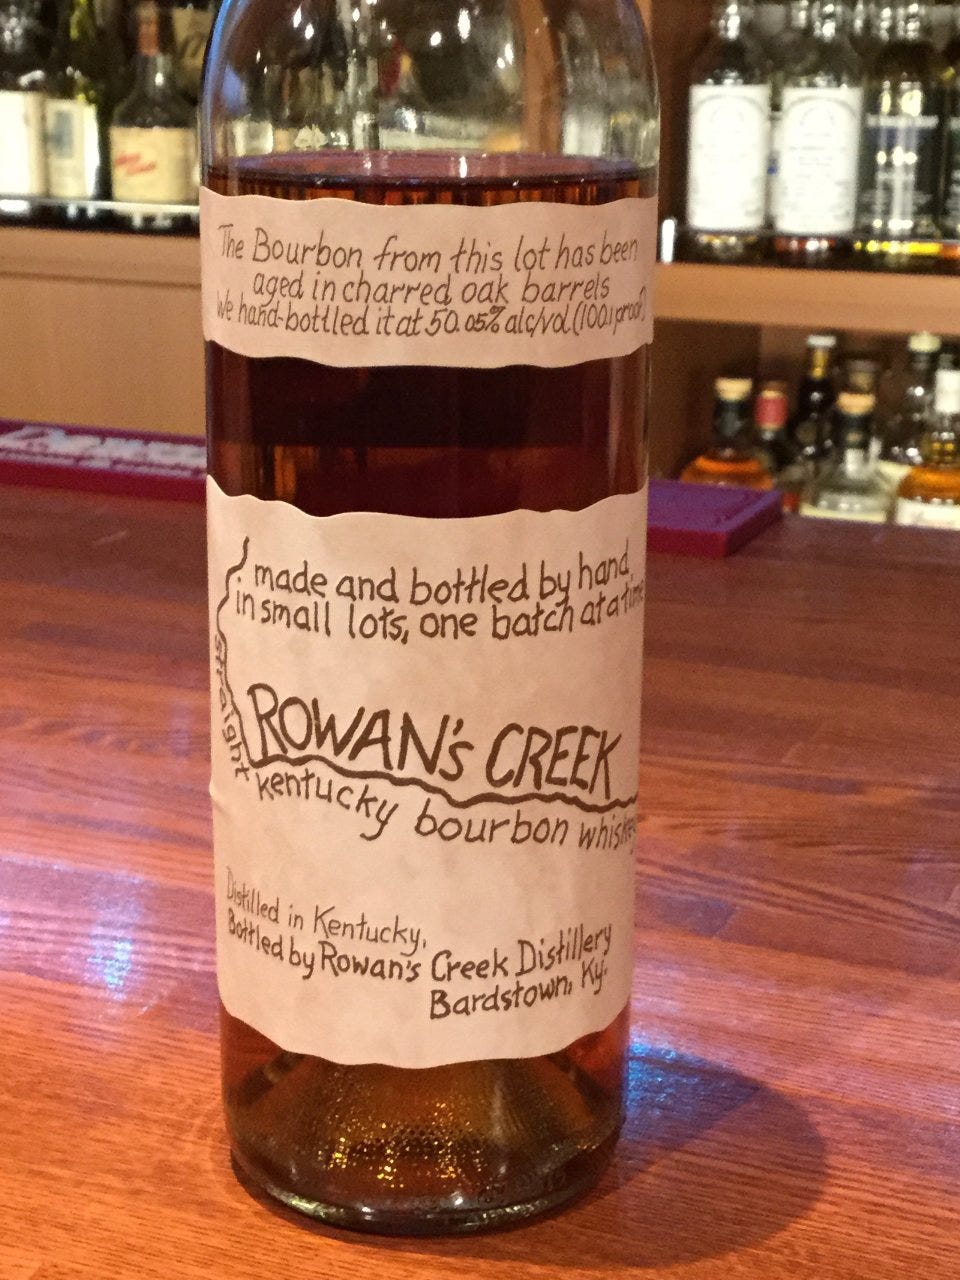 The Bourbon from this lot has been
aged in charred oak barrels
We hand-bottled it at 50.05% alc/vol (100.1 proof)
made and bottled by hand
in small lots, one batch at a time
ROWAN's CREEK
straight kentucky bourbon whiskey
Distilled in Kentucky,
Bottled by Rowan's Creek Distillery
Bardstown, Ky.